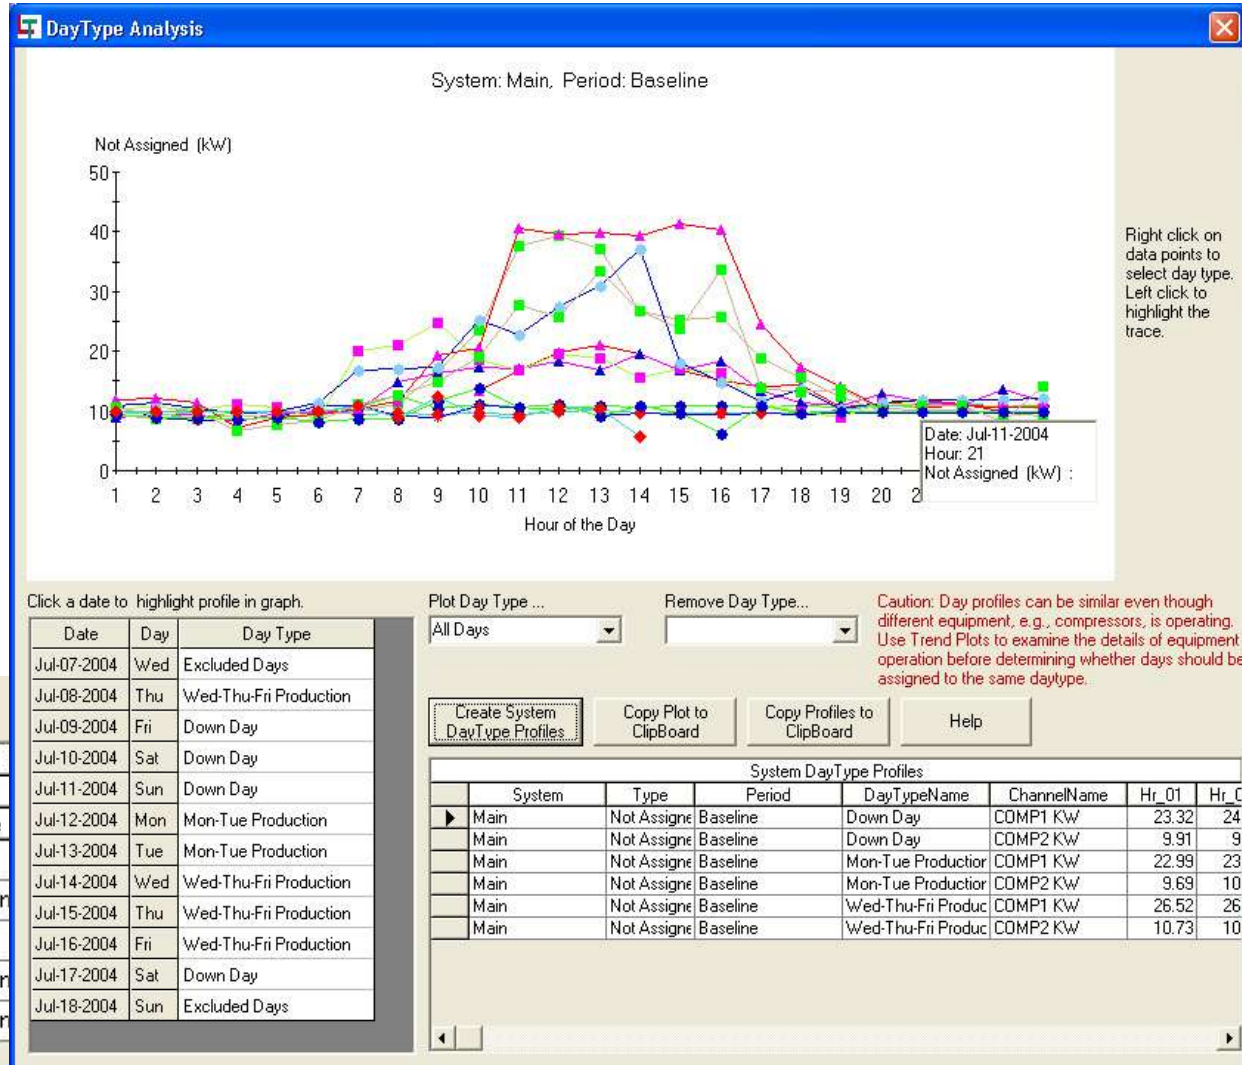 DayType Analysis
System: Main, Period: Baseline
Not Assigned (kW)
50
40
30
20
10
0
1 2 3 4 5 6 7 8 9 10 11 12 13 14 15 16 17 18 19 20 2
Hour of the Day
Date: Jul-11-2004
Hour: 21
Not Assigned (kW) :
Right click on
data points to
select day type.
Left click to
highlight the
trace.
Click a date to highlight profile in graph.
Date Day Day Type
Jul-07-2004 Wed Excluded Days
Jul-08-2004 Thu Wed-Thu-Fri Production
Jul-09-2004 Fri Down Day
Jul-10-2004 Sat Down Day
Jul-11-2004 Sun Down Day
Jul-12-2004 Mon Mon-Tue Production
Jul-13-2004 Tue Mon-Tue Production
Jul-14-2004 Wed Wed-Thu-Fri Production
Jul-15-2004 Thu Wed-Thu-Fri Production
Jul-16-2004 Fri Wed-Thu-Fri Production
Jul-17-2004 Sat Down Day
Jul-18-2004 Sun Excluded Days
Plot Day Type ...
All Days
Remove Day Type...
Caution: Day profiles can be similar even though
different equipment, e.g., compressors, is operating.
Use Trend Plots to examine the details of equipment
operation before determining whether days should be
assigned to the same daytype.
Create System
DayType Profiles
Copy Plot to
ClipBoard
Copy Profiles to
ClipBoard
Help
System DayType Profiles
System Type Period DayTypeName ChannelName Hr_01 Hr_0
Main Not Assigne Baseline Down Day COMP1 KW 23.32 24
Main Not Assigne Baseline Down Day COMP2 KW 9.91 9
Main Not Assigne Baseline Mon-Tue Production COMP1 KW 22.99 23
Main Not Assigne Baseline Mon-Tue Production COMP2 KW 9.69 10
Main Not Assigne Baseline Wed-Thu-Fri Produc COMP1 KW 26.52 26
Main Not Assigne Baseline Wed-Thu-Fri Produc COMP2 KW 10.73 10